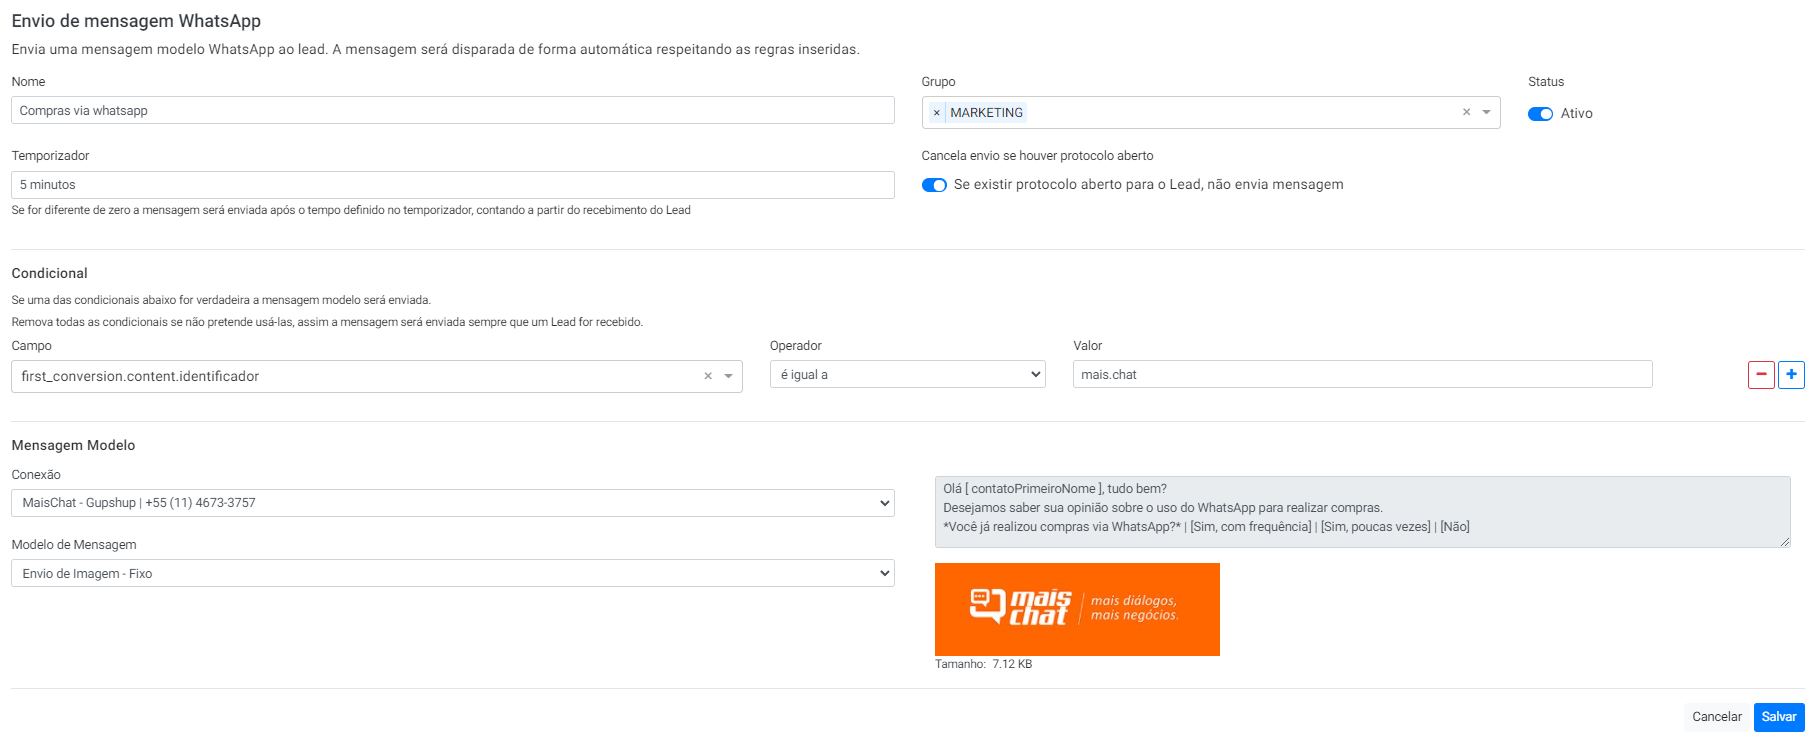 Envio de mensagem WhatsApp
Envia uma mensagem modelo WhatsApp ao lead. A mensagem será disparada de forma automática respeitando as regras inseridas.
Nome
Grupo
Status
Compras via whatsapp
× MARKETING × 
Ativo
Temporizador
Cancela envio se houver protocolo aberto
5 minutos
Se existir protocolo aberto para o Lead, não envia mensagem
Se for diferente de zero a mensagem será enviada após o tempo definido no temporizador, contando a partir do recebimento do Lead
Condicional
Se uma das condicionais abaixo for verdadeira a mensagem modelo será enviada.
Remova todas as condicionais se não pretende usá-las, assim a mensagem será enviada sempre que um Lead for recebido.
Campo
Operador
Valor
first_conversion.content.identificador ×
é igual a
mais.chat
Mensagem Modelo
Conexão
MaisChat - Gupshup | +55 (11) 4673-3757
Modelo de Mensagem
Envio de Imagem - Fixo
Olá [ contatoPrimeiroNome ], tudo bem?
Desejamos saber sua opinião sobre o uso do WhatsApp para realizar compras.
*Você já realizou compras via WhatsApp?* | [Sim, com frequência] | [Sim, poucas vezes] | [Não]
mais
chat
mais diálogos,
mais negócios.
Tamanho: 7.12 KB
Cancelar
Salvar